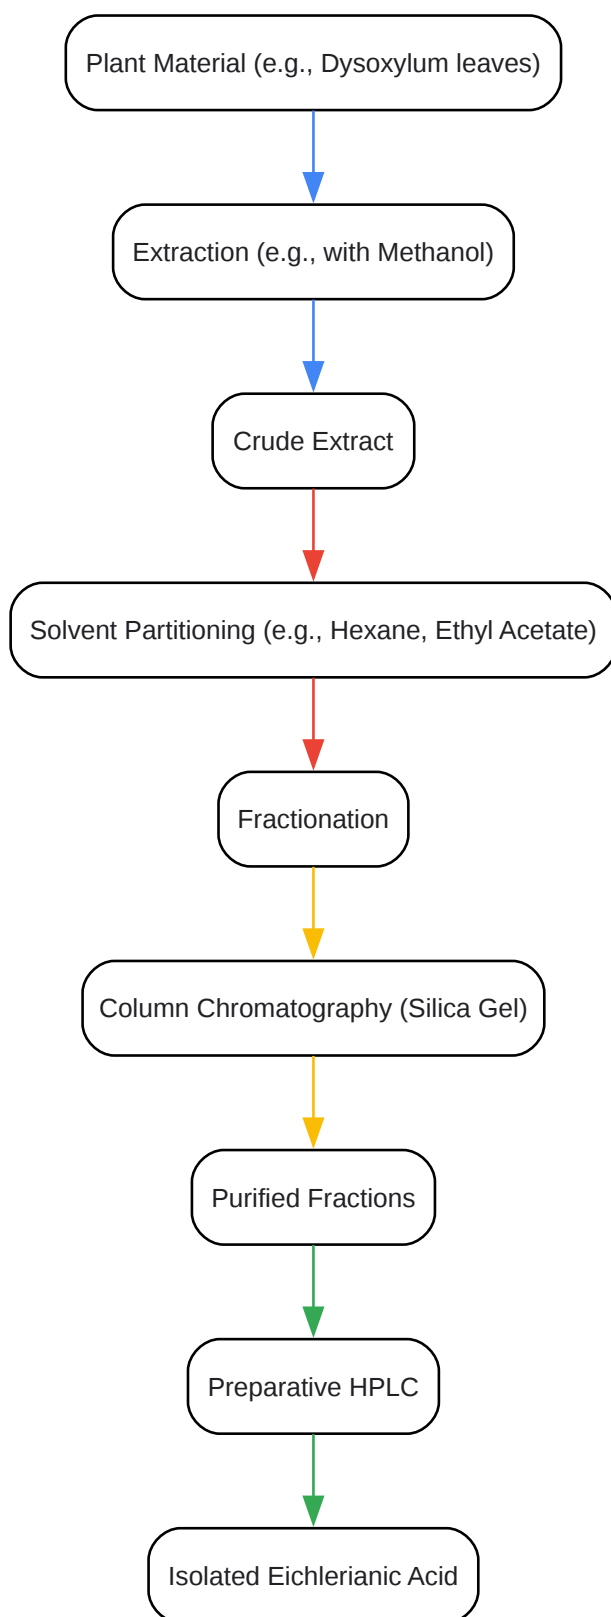 Plant Material (e.g., Dysoxylum leaves)
Extraction (e.g., with Methanol)
Crude Extract
Solvent Partitioning (e.g., Hexane, Ethyl Acetate)
Fractionation
Column Chromatography (Silica Gel)
Purified Fractions
Preparative HPLC
Isolated Eichlerianic Acid